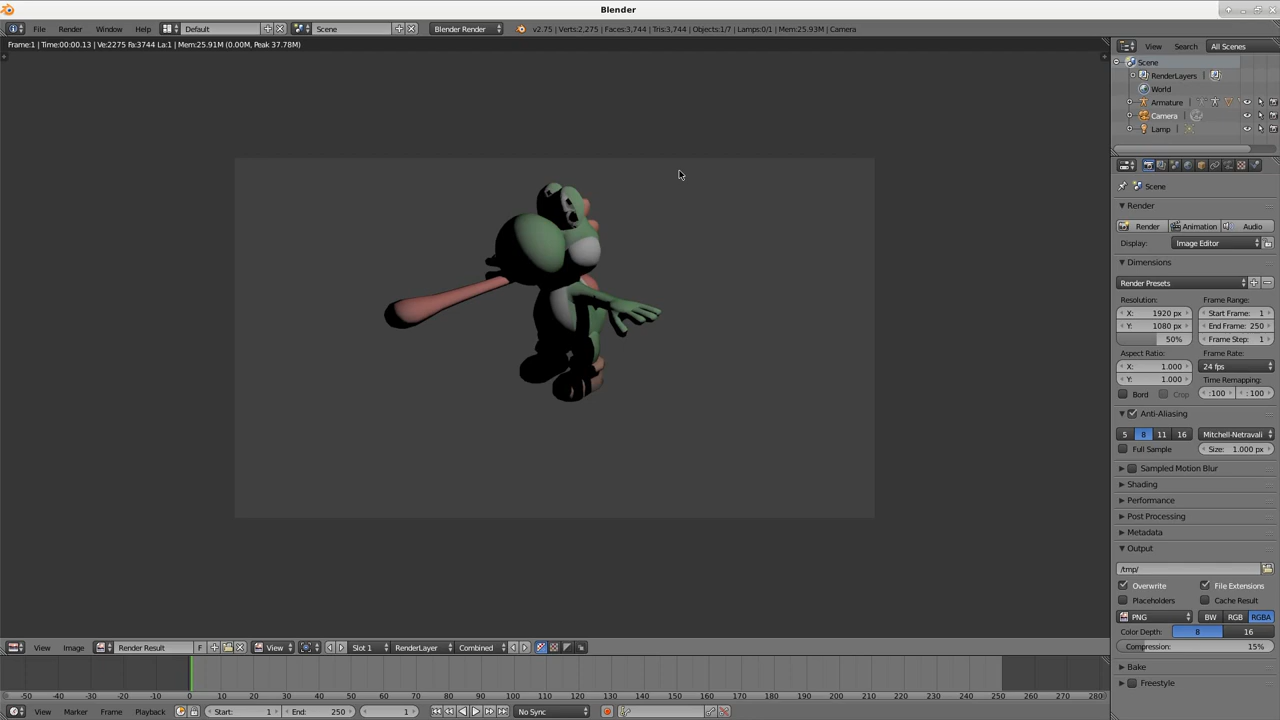 Blender
File Render Window Help Default Scene Blender Render v2.75 | Verts:2,275 | Faces:3,744 | Tris:3,744 | Objects:1/7 | Lamps:0/1 | Mem:25.93M | Camera
Frame:1 | Time:00:00.13 | Ve:2275 Fa:3744 La:1 | Mem:25.91M (0.00M, Peak 37.78M)
View Search All Scenes
Scene
RenderLayers |
World
Armature |
Camera |
Lamp |
Scene
Render
Render Animation Audio
Display: Image Editor
Dimensions
Render Presets
Resolution: Frame Range:
X: 1920 px Start Frame: 1
Y: 1080 px End Frame: 250
50% Frame Step: 1
Aspect Ratio: Frame Rate:
X: 1.000 24 fps
Y: 1.000 Time Remapping:
Bord Crop :100 : 100
Anti-Aliasing
5 8 11 16 Mitchell-Netravali
Full Sample Size: 1.000 px
Sampled Motion Blur
Shading
Performance
Post Processing
Metadata
Output
/tmp/
Overwrite File Extensions
Placeholders Cache Result
PNG BW RGB RGBA
Color Depth: 8 16
Compression: 15%
Bake
Freestyle
View Image Render Result F View Slot 1 RenderLayer Combined
-50 -40 -30 -20 -10 0 10 20 30 40 50 60 70 80 90 100 110 120 130 140 150 160 170 180 190 200 210 220 230 240 250 260 270 280
View Marker Frame Playback Start: 1 End: 250 1 No Sync